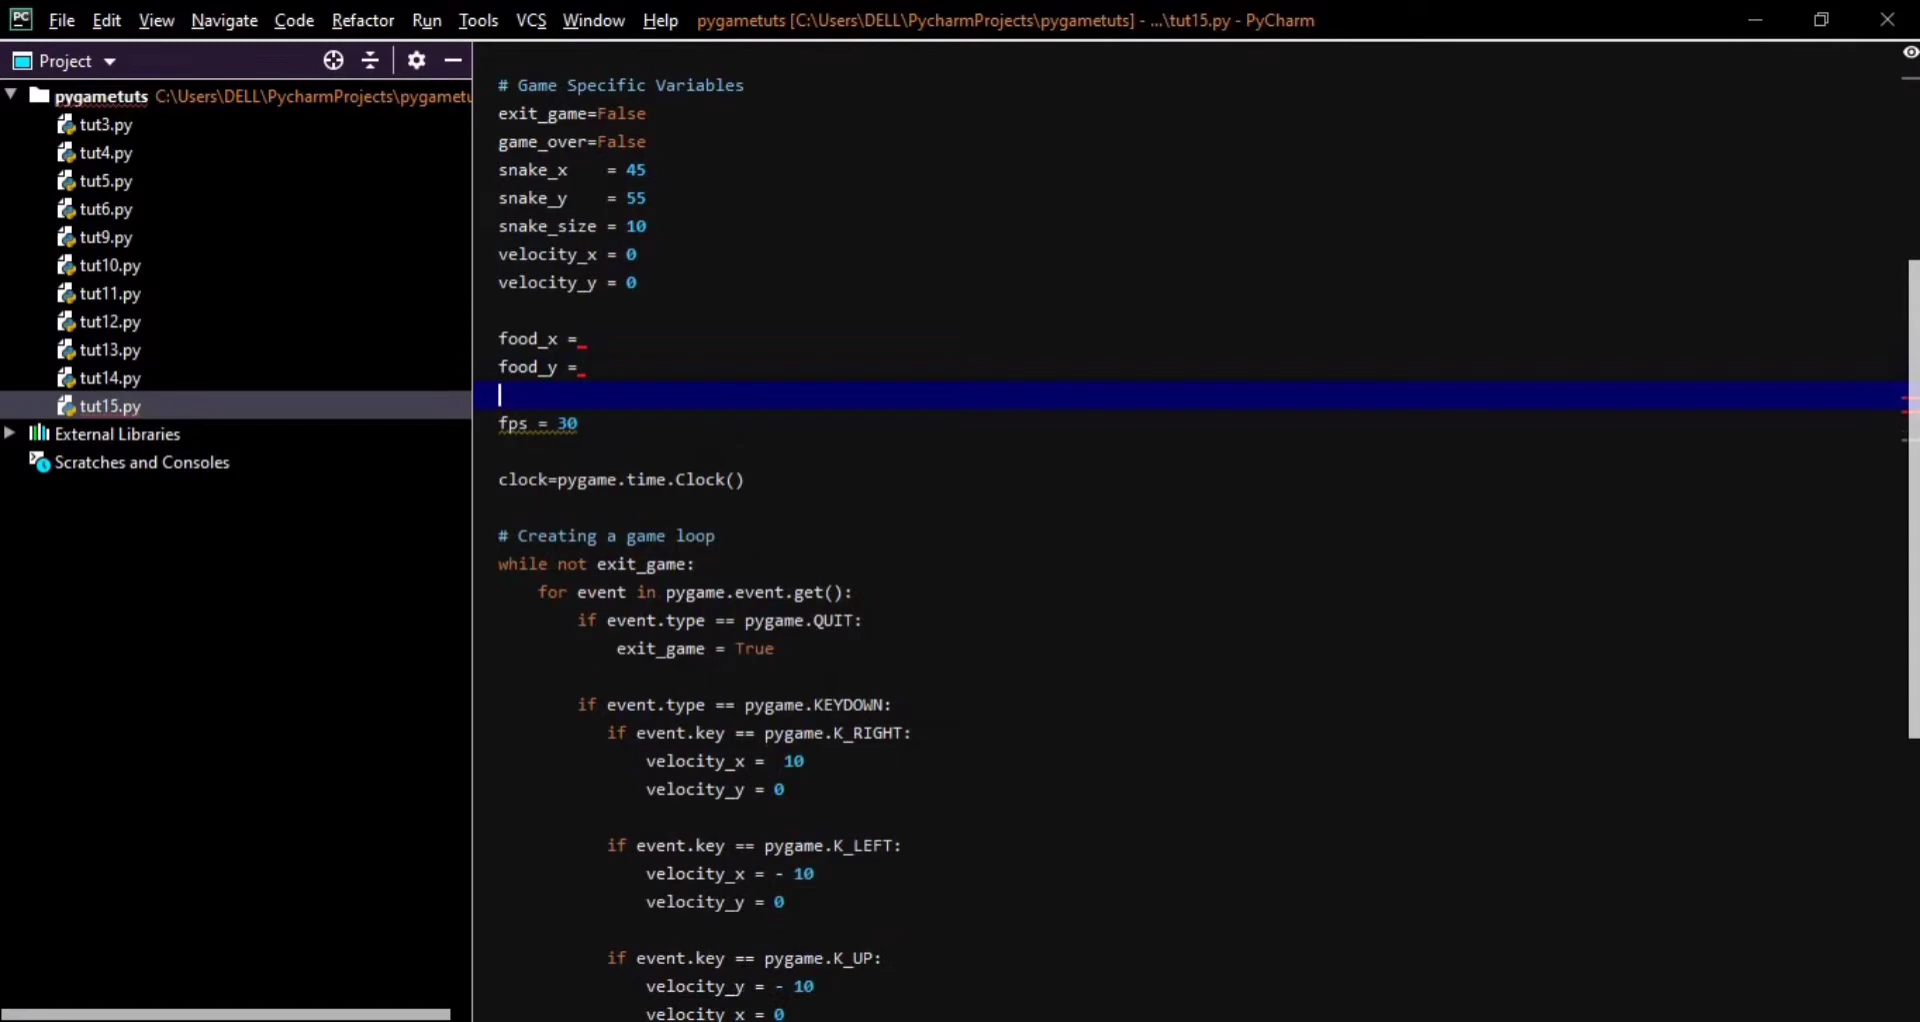 PC File Edit View Navigate Code Refactor Run Tools VCS Window Help pygametuts [C:\Users\DELL\PycharmProjects\pygametuts] - ...\tut15.py - PyCharm
Project
pygametuts C:\Users\DELL\PycharmProjects\pygametu
tut3.py
tut4.py
tut5.py
tut6.py
tut9.py
tut10.py
tut11.py
tut12.py
tut13.py
tut14.py
tut15.py
External Libraries
Scratches and Consoles
# Game Specific Variables
exit_game=False
game_over=False
snake_x    = 45
snake_y    = 55
snake_size = 10
velocity_x = 0
velocity_y = 0
food_x =
food_y =
fps = 30
clock=pygame.time.Clock()
# Creating a game loop
while not exit_game:
    for event in pygame.event.get():
        if event.type == pygame.QUIT:
            exit_game = True
        if event.type == pygame.KEYDOWN:
           if event.key == pygame.K_RIGHT:
               velocity_x =  10
               velocity_y = 0
           if event.key == pygame.K_LEFT:
               velocity_x = - 10
               velocity_y = 0
           if event.key == pygame.K_UP:
               velocity_y = - 10
               velocity_x = 0